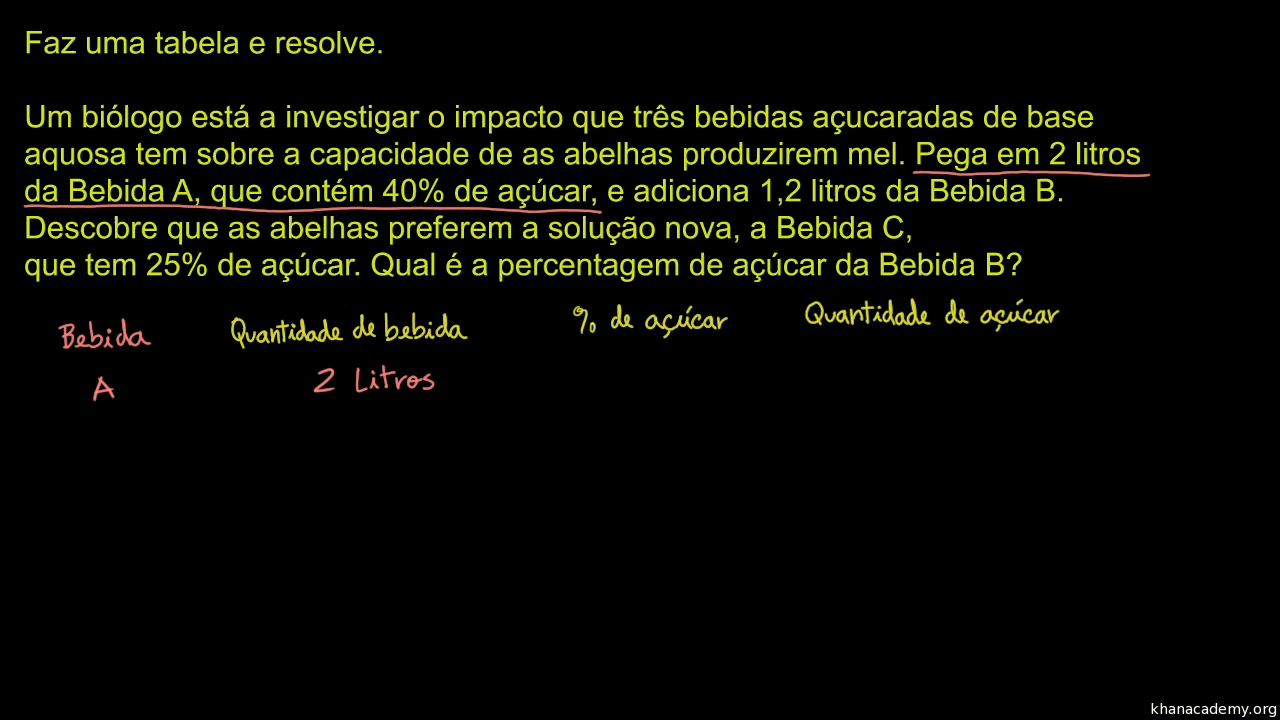 Faz uma tabela e resolve.
Um biólogo está a investigar o impacto que três bebidas açucaradas de base
aquosa tem sobre a capacidade de as abelhas produzirem mel. Pega em 2 litros
da Bebida A, que contém 40% de açúcar, e adiciona 1,2 litros da Bebida B.
Descobre que as abelhas preferem a solução nova, a Bebida C,
que tem 25% de açúcar. Qual é a percentagem de açúcar da Bebida B?
Bebida Quantidade de bebida % de açúcar Quantidade de açúcar
A 2 Litros
khanacademy.org